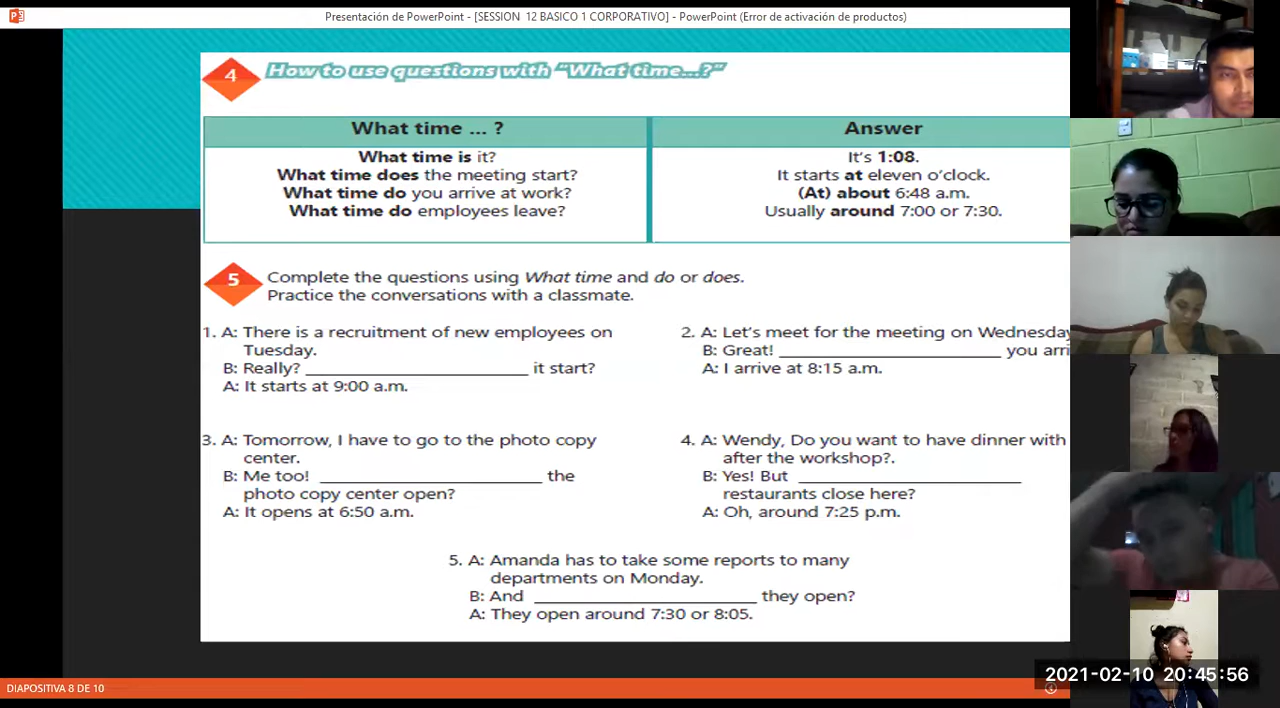 Presentación de PowerPoint - [SESSION 12 BASICO 1 CORPORATIVO] - PowerPoint (Error de activación de productos)
4 How to use questions with "What time...?"
What time ... ?
Answer
What time is it?
It's 1:08.
What time does the meeting start?
It starts at eleven o'clock.
What time do you arrive at work?
(At) about 6:48 a.m.
What time do employees leave?
Usually around 7:00 or 7:30.
5 Complete the questions using What time and do or does.
Practice the conversations with a classmate.
1. A: There is a recruitment of new employees on
Tuesday.
B: Really? ______________________ it start?
A: It starts at 9:00 a.m.
2. A: Let's meet for the meeting on Wednesday
B: Great! ______________________ you arri
A: I arrive at 8:15 a.m.
3. A: Tomorrow, I have to go to the photo copy
center.
B: Me too! ______________________ the
photo copy center open?
A: It opens at 6:50 a.m.
4. A: Wendy, Do you want to have dinner with
after the workshop?.
B: Yes! But ______________________
restaurants close here?
A: Oh, around 7:25 p.m.
5. A: Amanda has to take some reports to many
departments on Monday.
B: And ______________________ they open?
A: They open around 7:30 or 8:05.
2021-02-10 20:45:56
DIAPOSITIVA 8 DE 10